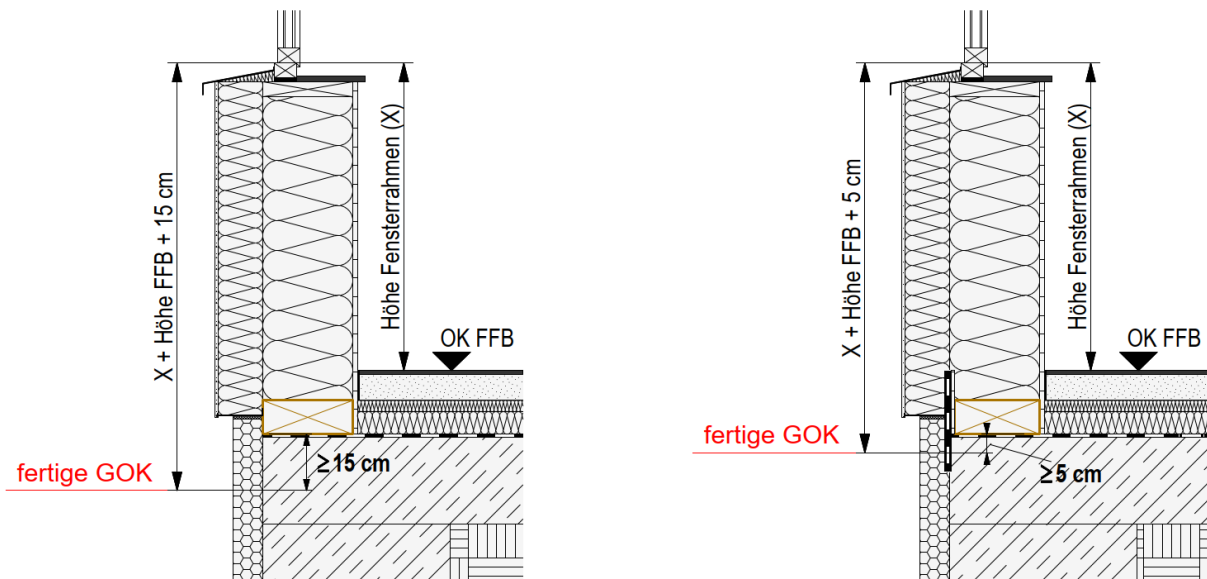 X + Höhe FFB + 15 cm
Höhe Fensterrahmen (X)
OK FFB
fertige GOK
≥15 cm
X + Höhe FFB + 5 cm
Höhe Fensterrahmen (X)
OK FFB
fertige GOK
≥5 cm